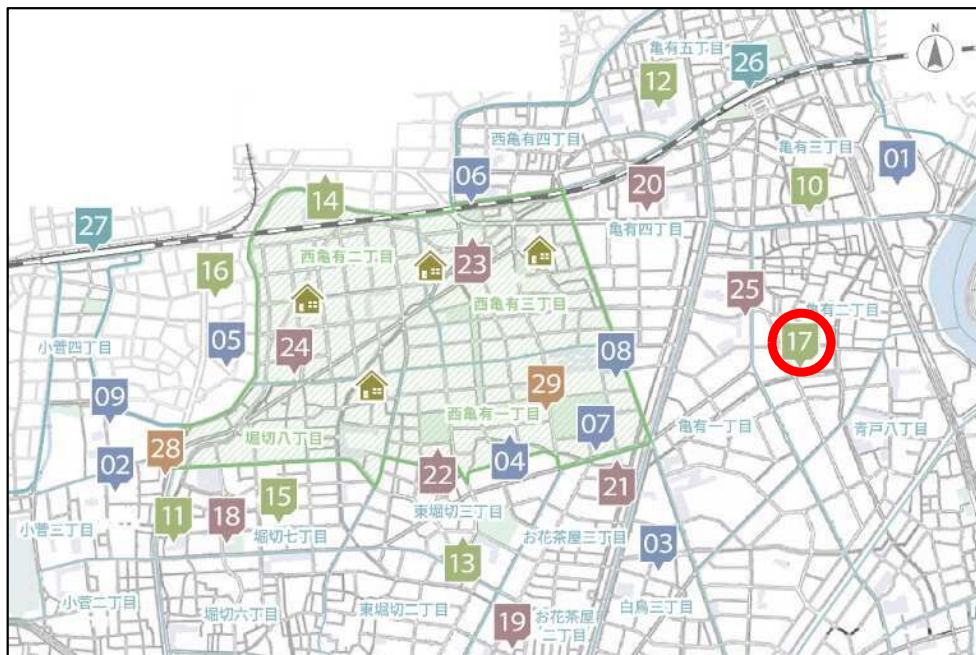 N
亀有五丁目
26
12
西亀有四丁目
亀有三丁目
01
06
20
10
14
27
亀有四丁目
西亀有二丁目
23
16
25
西亀有三丁目
亀有二丁目
小菅四丁目
05
24
08
17
29
09
西亀有一丁目
07
亀有一丁目
青戸八丁目
堀切八丁目
28
02
04
22
21
15
11
18
東堀切三丁目
小菅三丁目
堀切七丁目
お花茶屋三丁目
03
13
小菅二丁目
堀切六丁目
東堀切二丁目
19
お花茶屋
二丁目
白鳥三丁目